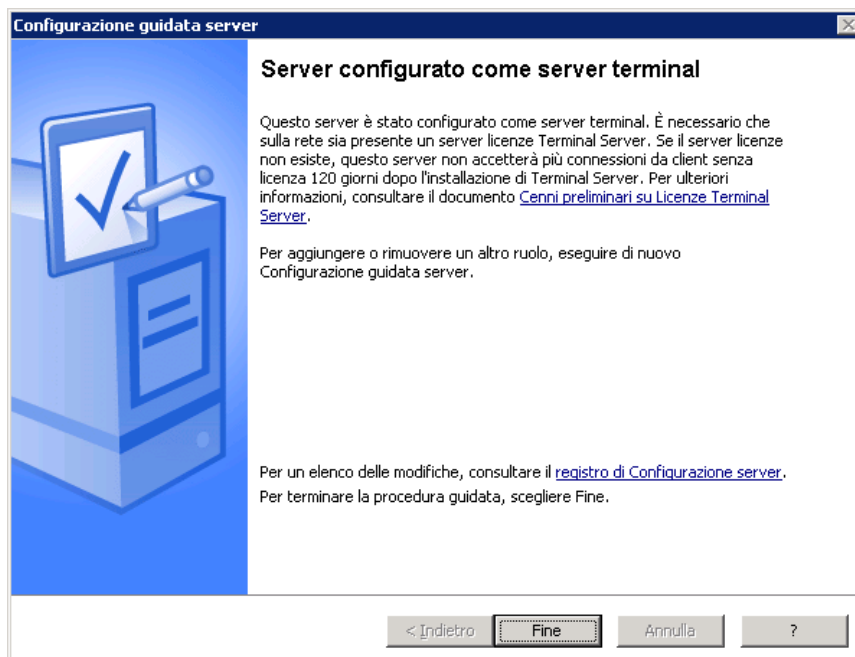 Configurazione guidata server
Server configurato come server terminal
Questo server è stato configurato come server terminal. È necessario che
sulla rete sia presente un server licenze Terminal Server. Se il server licenze
non esiste, questo server non accetterà più connessioni da client senza
licenza 120 giorni dopo l'installazione di Terminal Server. Per ulteriori
informazioni, consultare il documento Cenni preliminari su Licenze Terminal
Server.
Per aggiungere o rimuovere un altro ruolo, eseguire di nuovo
Configurazione guidata server.
Per un elenco delle modifiche, consultare il registro di Configurazione server.
Per terminare la procedura guidata, scegliere Fine.
< Indietro
Fine
Annulla
?